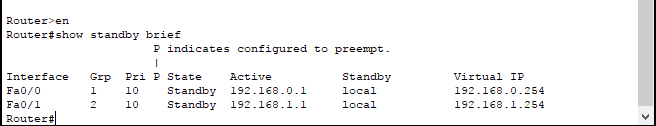 Router>en
Router#show standby brief
                     P indicates configured to preempt.
                     |
Interface   Grp  Pri P State    Active          Standby         Virtual IP
Fa0/0       1    10    Standby  192.168.0.1     local           192.168.0.254
Fa0/1       2    10    Standby  192.168.1.1     local           192.168.1.254
Router#